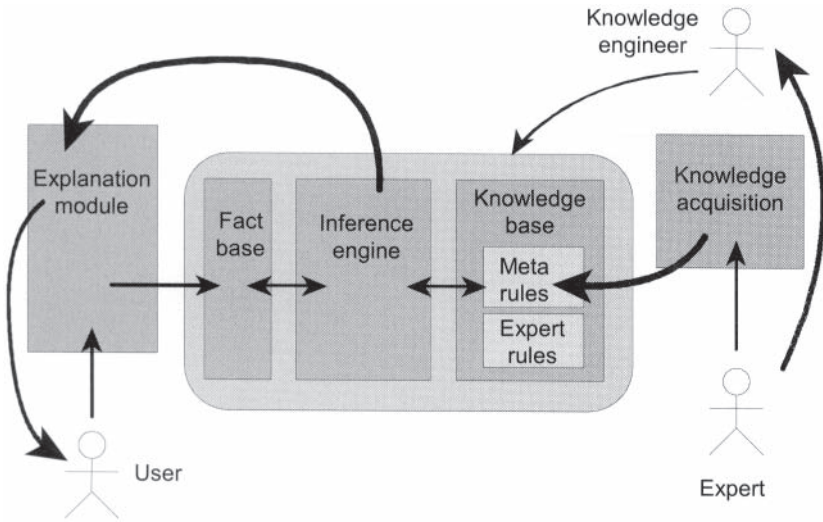 Knowledge
engineer
Explanation
module
Fact
base
Inference
engine
Knowledge
base
Meta
rules
Expert
rules
Knowledge
acquisition
User
Expert